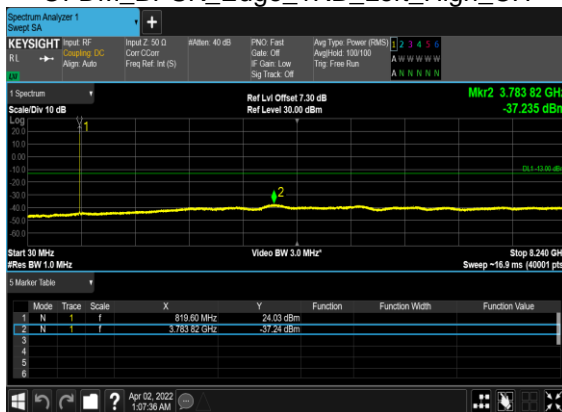 Spectrum Analyzer 1
Swept SA
+
KEYSIGHT
RL
Input: RF
Coupling: DC
Align: Auto
Input Z: 50 Ω
Corr CCorr
Freq Ref: Int (S)
#Atten: 40 dB
PNO: Fast
Gate: Off
IF Gain: Low
Sig Track: Off
Avg Type: Power (RMS)
Avg|Hold: 100/100
Trig: Free Run
1 2 3 4 5 6
A W W W W W
A N N N N N
1 Spectrum
Scale/Div 10 dB
Ref Lvl Offset 7.30 dB
Ref Level 30.00 dBm
Mkr2 3.783 82 GH
-37.235 dBm
Log
20.0
10.0
0.00
-10.0
-20.0
-30.0
-40.0
-50.0
-60.0
1
2
DL1 -13.00 dBm
Start 30 MHz
#Res BW 1.0 MHz
Video BW 3.0 MHz*
Stop 8.240 GH
Sweep ~16.9 ms (40001 pts
5 Marker Table
Mode Trace Scale X Y Function Function Width Function Value
1 N 1 f 819.60 MHz 24.03 dBm
2 N 1 f 3.783 82 GHz -37.24 dBm
3
4
5
6
?
Apr 02, 2022
1:07:36 AM